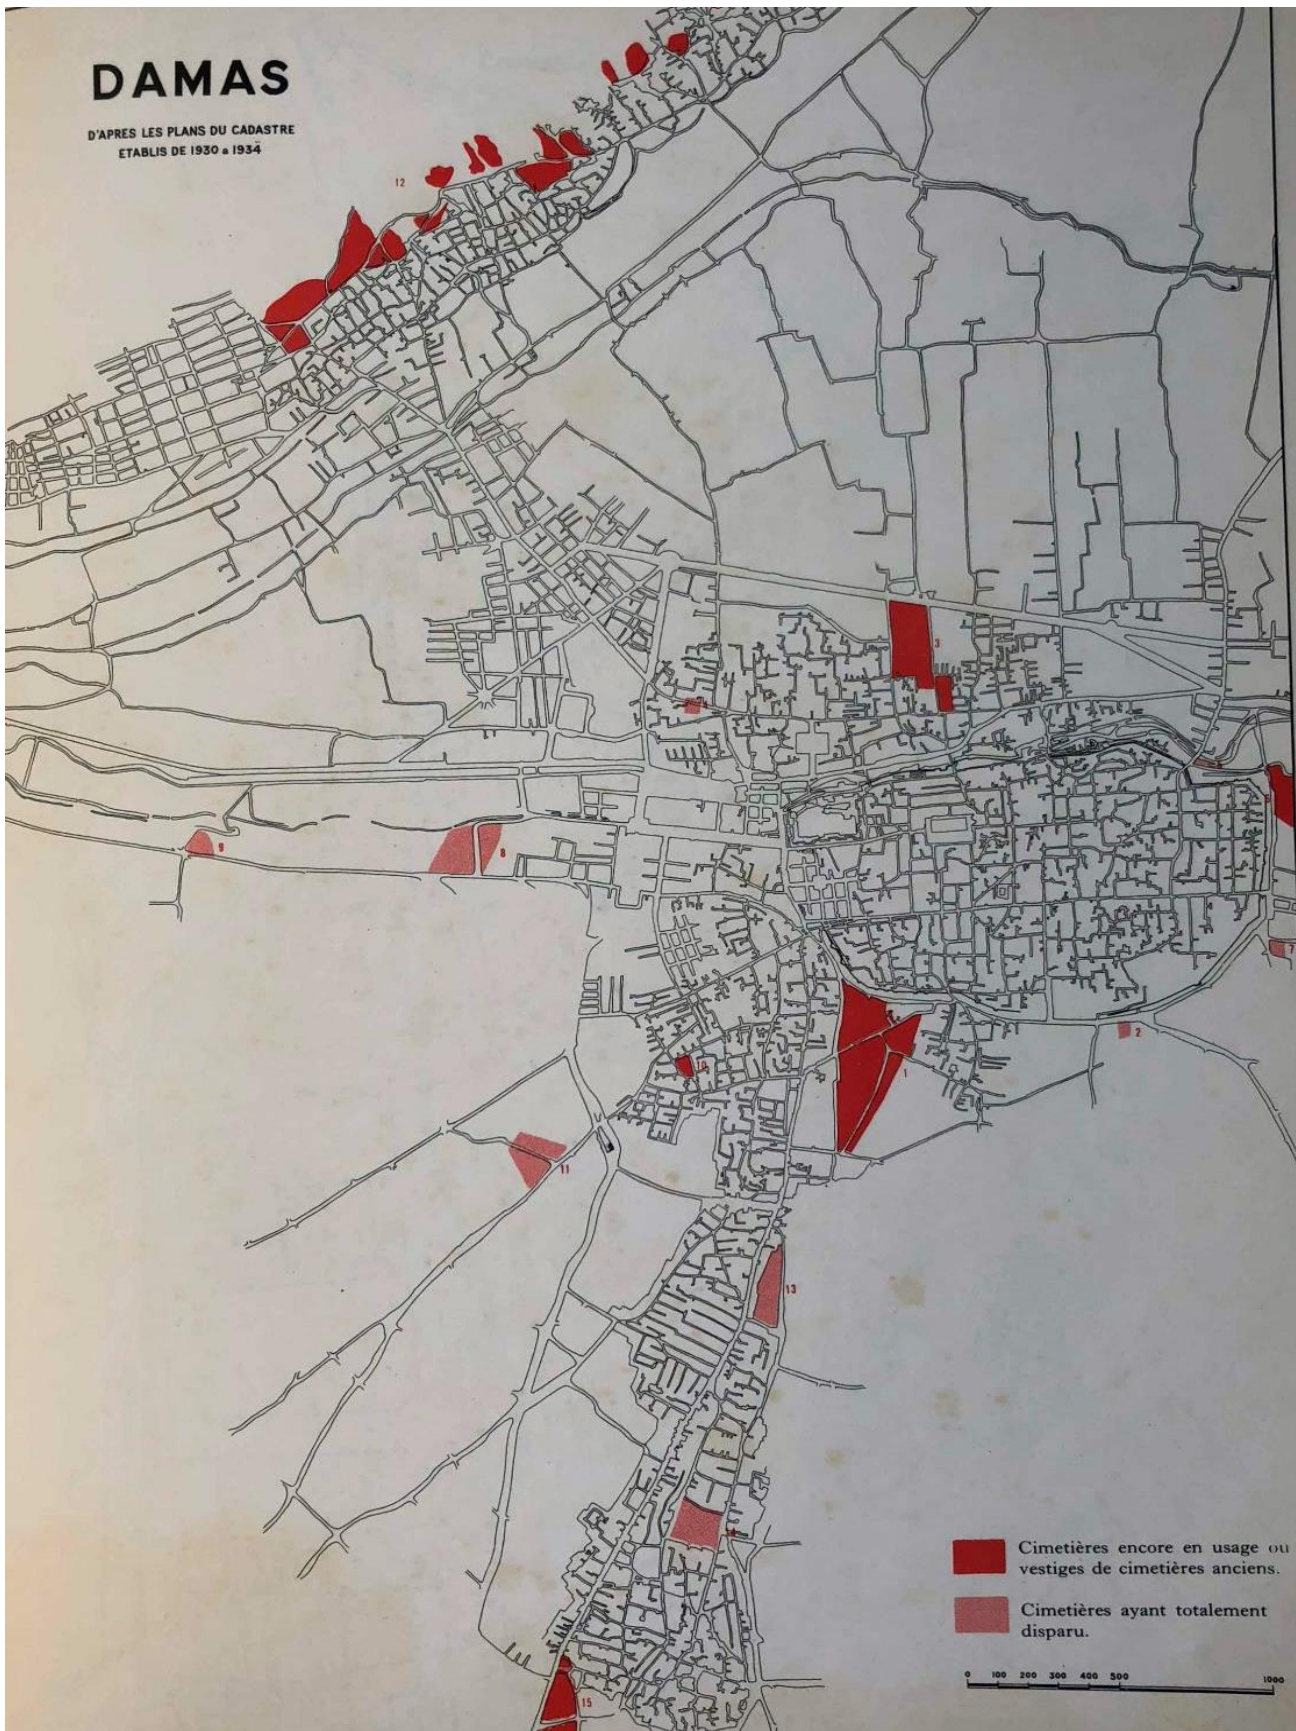 DAMAS
D'APRES LES PLANS DU CADASTRE
ETABLIS DE 1930 a 1934
12
3
9
8
7
2
10
1
11
13
15
Cimetières encore en usage ou
vestiges de cimetières anciens.
Cimetières ayant totalement
disparu.
0 100 200 300 400 500 1000